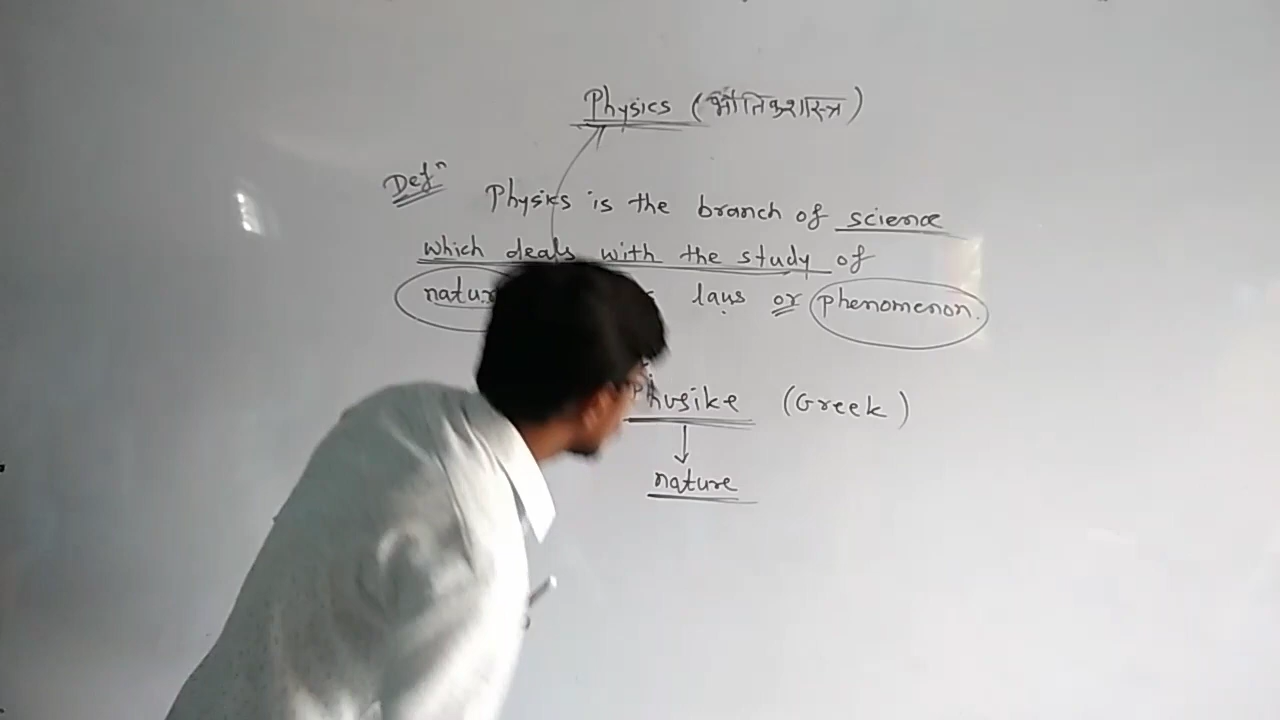 Physics (भौतिकशास्त्र)
Defⁿ Physics is the branch of science
which deals with the study of
laws or phenomenon.
Phusike (Greek)
nature